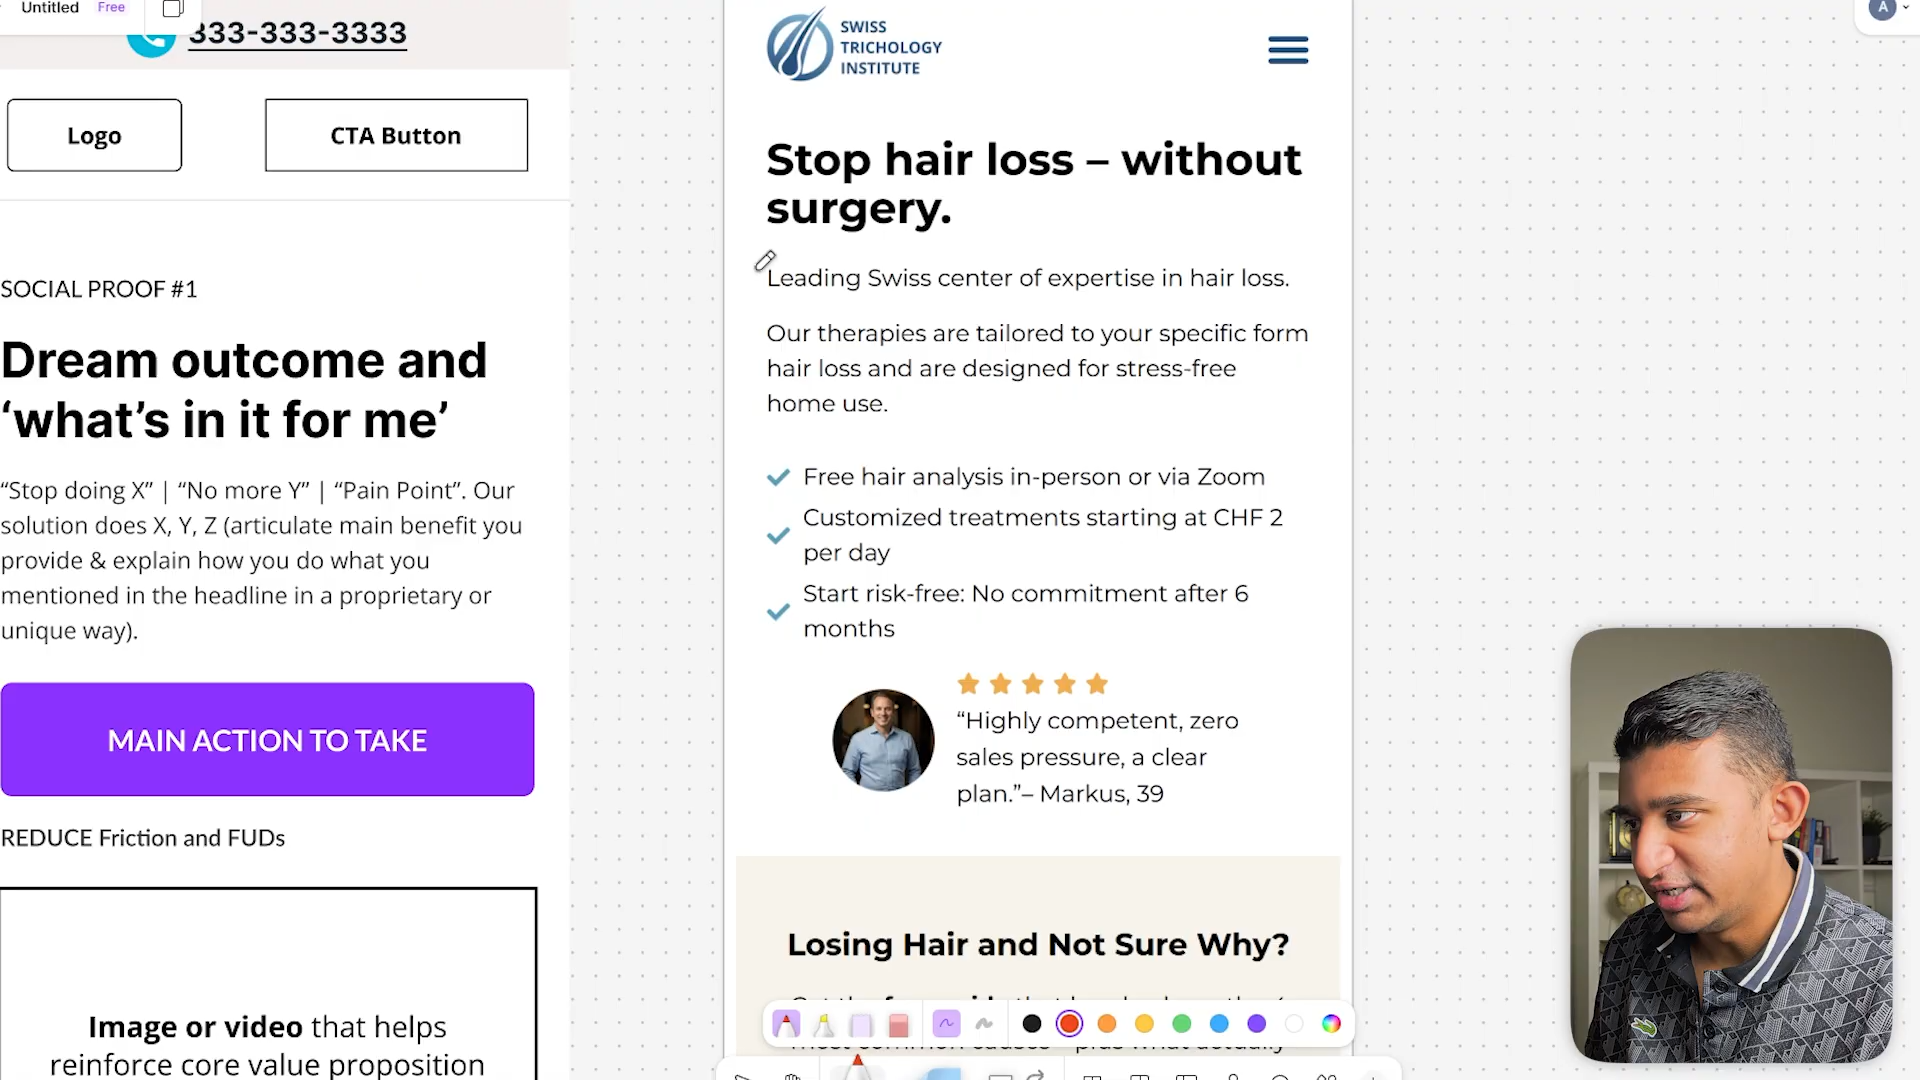 Untitled Free
333-333-3333
Logo
CTA Button
SOCIAL PROOF #1
Dream outcome and
‘what’s in it for me’
“Stop doing X” | “No more Y” | “Pain Point”. Our
solution does X, Y, Z (articulate main benefit you
provide & explain how you do what you
mentioned in the headline in a proprietary or
unique way).
MAIN ACTION TO TAKE
REDUCE Friction and FUDs
Image or video that helps
reinforce core value proposition
SWISS
TRICHOLOGY
INSTITUTE
Stop hair loss – without
surgery.
Leading Swiss center of expertise in hair loss.
Our therapies are tailored to your specific form
hair loss and are designed for stress-free
home use.
Free hair analysis in-person or via Zoom
Customized treatments starting at CHF 2
per day
Start risk-free: No commitment after 6
months
“Highly competent, zero
sales pressure, a clear
plan.”– Markus, 39
Losing Hair and Not Sure Why?
A